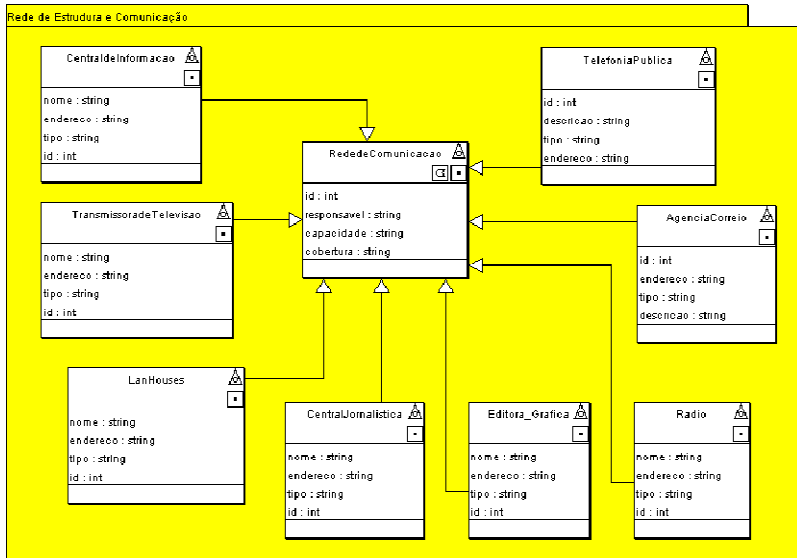 Rede de Estrudura e Comunicação
CentraldeInformacao
nome : string
endereco : string
tipo : string
id : int
TelefoniaPublica
id : int
descricao : string
tipo : string
endereco : string
RededeComunicacao
id : int
responsavel : string
capacidade : string
cobertura : string
TransmissoradeTelevisao
nome : string
endereco : string
tipo : string
id : int
AgenciaCorreio
id : int
endereco : string
tipo : string
descricao : string
LanHouses
nome : string
endereco : string
tipo : string
id : int
CentralJornalistica
nome : string
endereco : string
tipo : string
id : int
Editora_Grafica
nome : string
endereco : string
tipo : string
id : int
Radio
nome : string
endereco : string
tipo : string
id : int